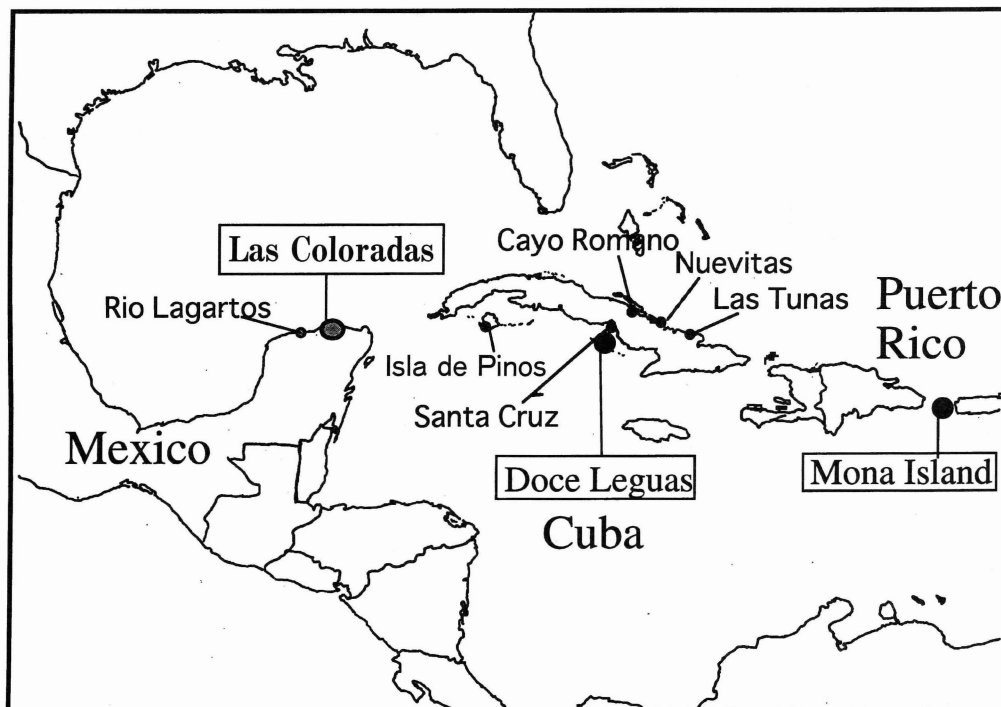 Cayo Romano
Las Coloradas
Nuevitas
Las Tunas
Puerto
Rico
Rio Lagartos
Isla de Pinos
Santa Cruz
Mexico
Doce Leguas
Mona Island
Cuba